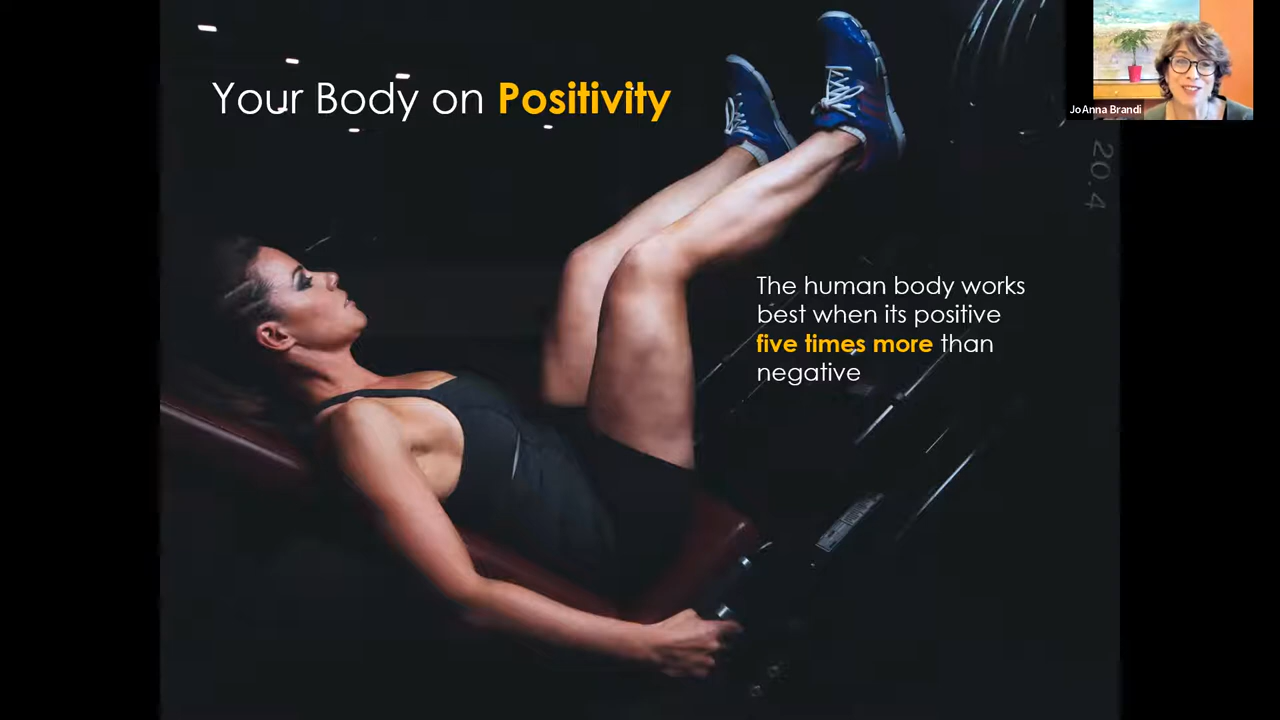 Your Body on Positivity
JoAnna Brandi
20.4
The human body works
best when its positive
five times more than
negative